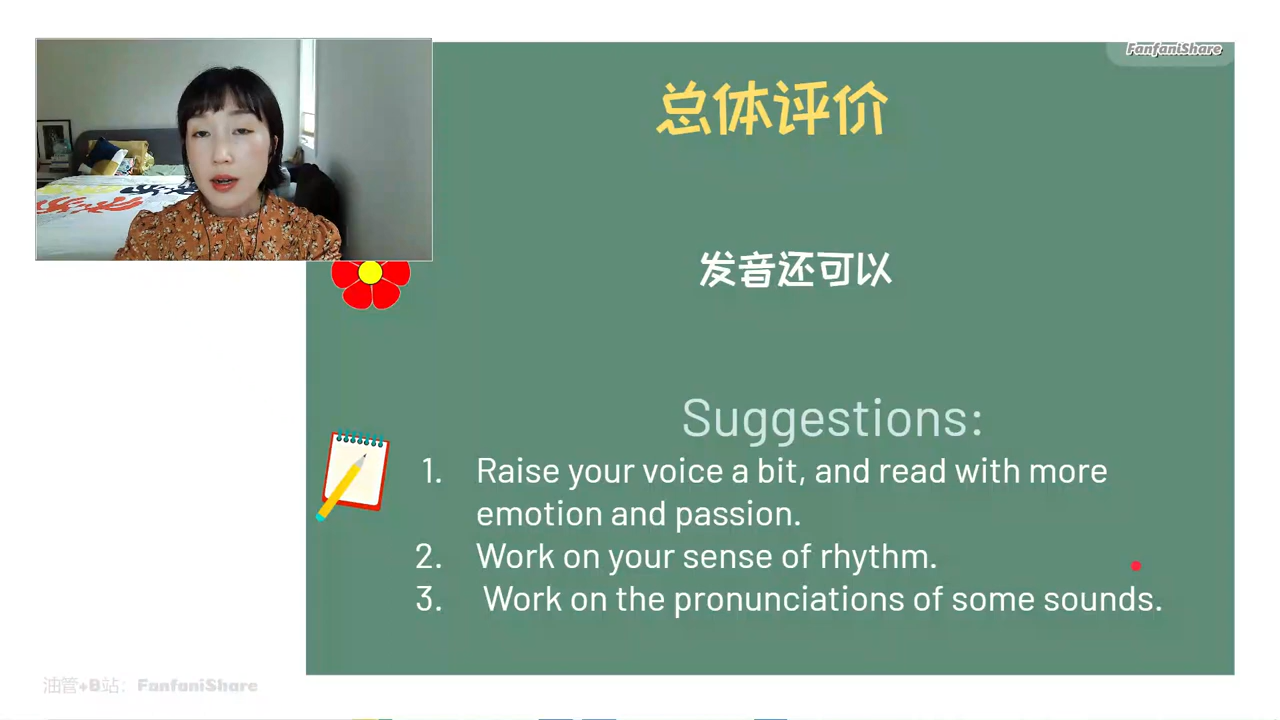 FanfaniShare
总体评价
发音还可以
Suggestions:
1. Raise your voice a bit, and read with more
emotion and passion.
2. Work on your sense of rhythm.
3. Work on the pronunciations of some sounds.
油管+B站：FanfaniShare